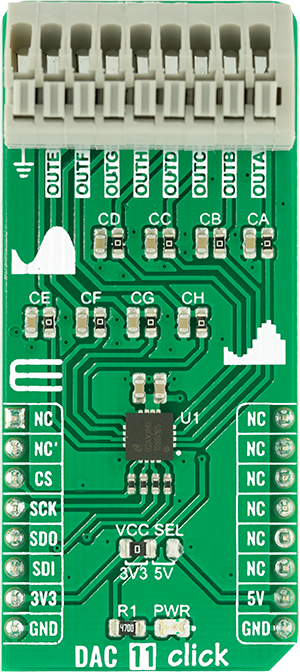 OUTE OUTF OUTG OUTH OUTD OUTC OUTB OUTA
CD CC CB CA
CE CF CG CH
U1
NC NC
NC' NC
CS NC
SCK NC
SDO NC
SDI NC
VCC SEL
3V3 5V
3V3 5V
GND GND
R1 PWR
4700
DAC 11 click